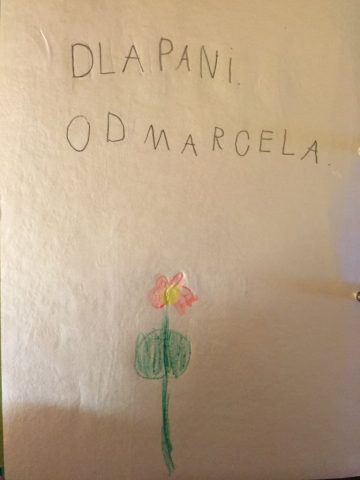 DLA PANI.
OD MARCELA.